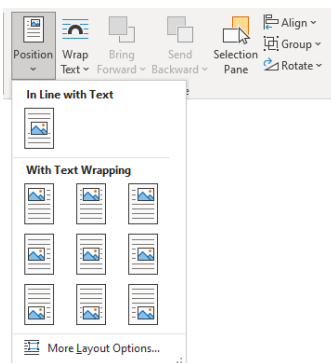 Position
Wrap
Text
Bring
Forward
Send
Backward
Selection
Pane
Align
Group
Rotate
In Line with Text
With Text Wrapping
More Layout Options...